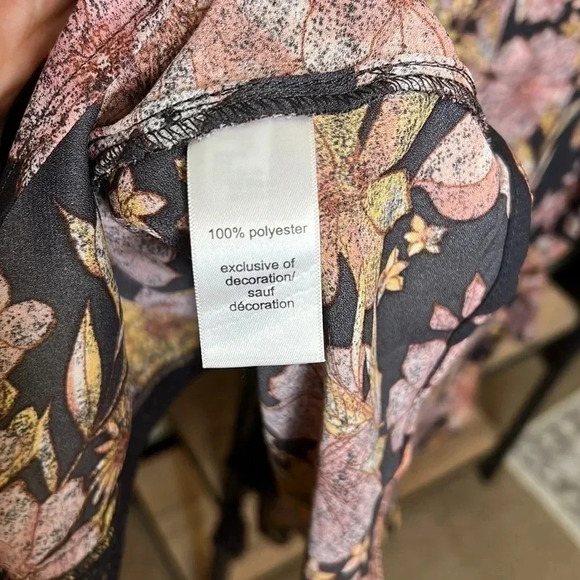 100% polyester
exclusive of
decoration/
sauf
décoration